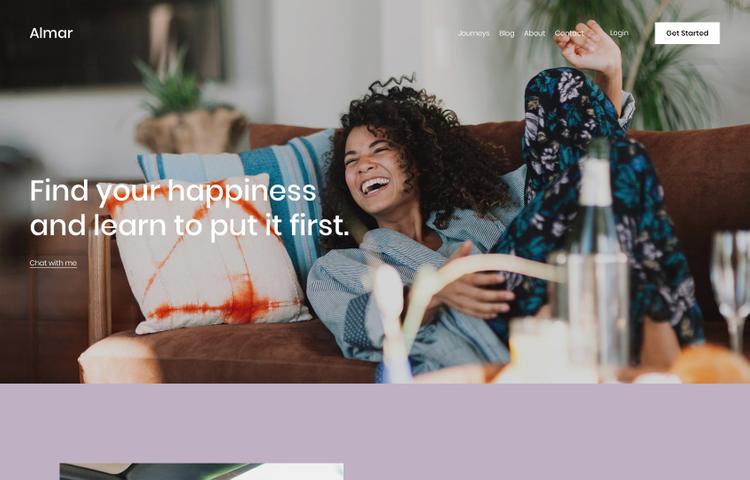 Almar
Journeys Blog About Contact Login Get Started
Find your happiness
and learn to put it first.
Chat with me